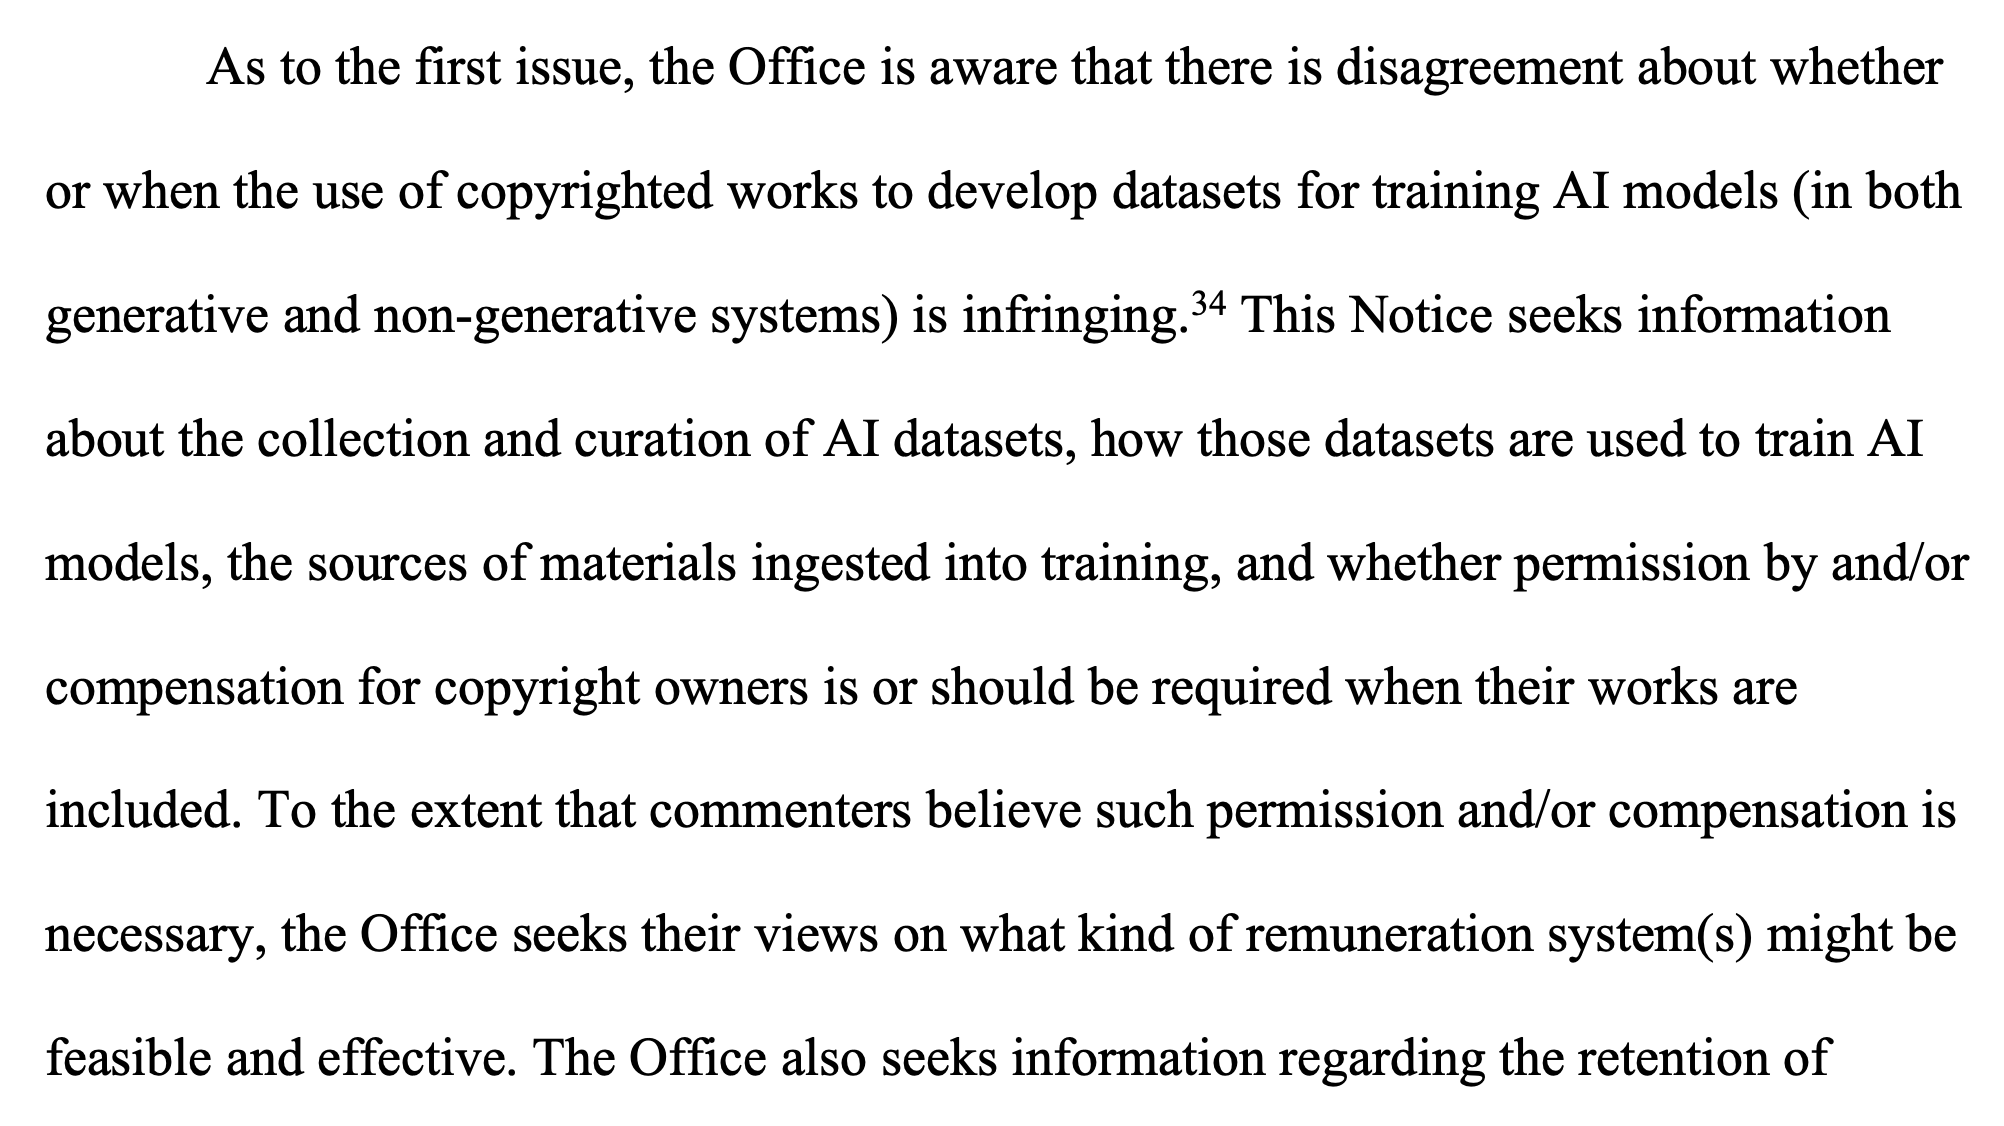 As to the first issue, the Office is aware that there is disagreement about whether
or when the use of copyrighted works to develop datasets for training AI models (in both
generative and non-generative systems) is infringing.34 This Notice seeks information
about the collection and curation of AI datasets, how those datasets are used to train AI
models, the sources of materials ingested into training, and whether permission by and/or
compensation for copyright owners is or should be required when their works are
included. To the extent that commenters believe such permission and/or compensation is
necessary, the Office seeks their views on what kind of remuneration system(s) might be
feasible and effective. The Office also seeks information regarding the retention of